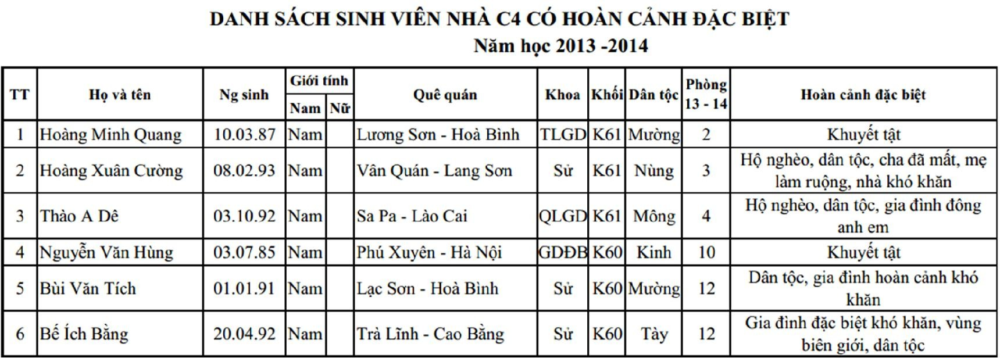 DANH SÁCH SINH VIÊN NHÀ C4 CÓ HOÀN CẢNH ĐẶC BIỆT
Năm học 2013 -2014
TT Họ và tên Ng sinh Giới tính Quê quán Khoa Khối Dân tộc Phòng 13 - 14 Hoàn cảnh đặc biệt
Nam Nữ
1 Hoàng Minh Quang 10.03.87 Nam Lương Sơn - Hoà Bình TLGD K61 Mường 2 Khuyết tật
2 Hoàng Xuân Cường 08.02.93 Nam Vân Quán - Lang Sơn Sử K61 Nùng 3 Hộ nghèo, dân tộc, cha đã mất, mẹ
làm ruộng, nhà khó khăn
3 Thào A Dê 03.10.92 Nam Sa Pa - Lào Cai QLGD K61 Mông 4 Hộ nghèo, dân tộc, gia đình đông
anh em
4 Nguyễn Văn Hùng 03.07.85 Nam Phú Xuyên - Hà Nội GDĐB K60 Kinh 10 Khuyết tật
5 Bùi Văn Tích 01.01.91 Nam Lạc Sơn - Hoà Bình Sử K60 Mường 12 Dân tộc, gia đình hoàn cảnh khó
khăn
6 Bế Ích Bằng 20.04.92 Nam Trà Lĩnh - Cao Bằng Sử K60 Tày 12 Gia đình đặc biệt khó khăn, vùng
biên giới, dân tộc